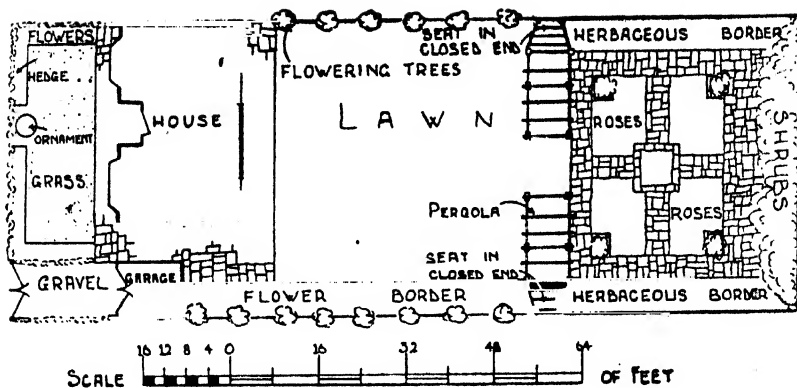 FLOWERS
SEAT IN
CLOSED END
HERBACEOUS BORDER
HEDGE
FLOWERING TREES
ORNAMENT
HOUSE
LAWN
ROSES
SHRUBS
GRASS
PERGOLA
ROSES
SEAT IN
CLOSED END
GRAVEL
GARAGE
FLOWER BORDER
HERBACEOUS BORDER
16 12 8 4 0 16 32 48 64
SCALE OF FEET